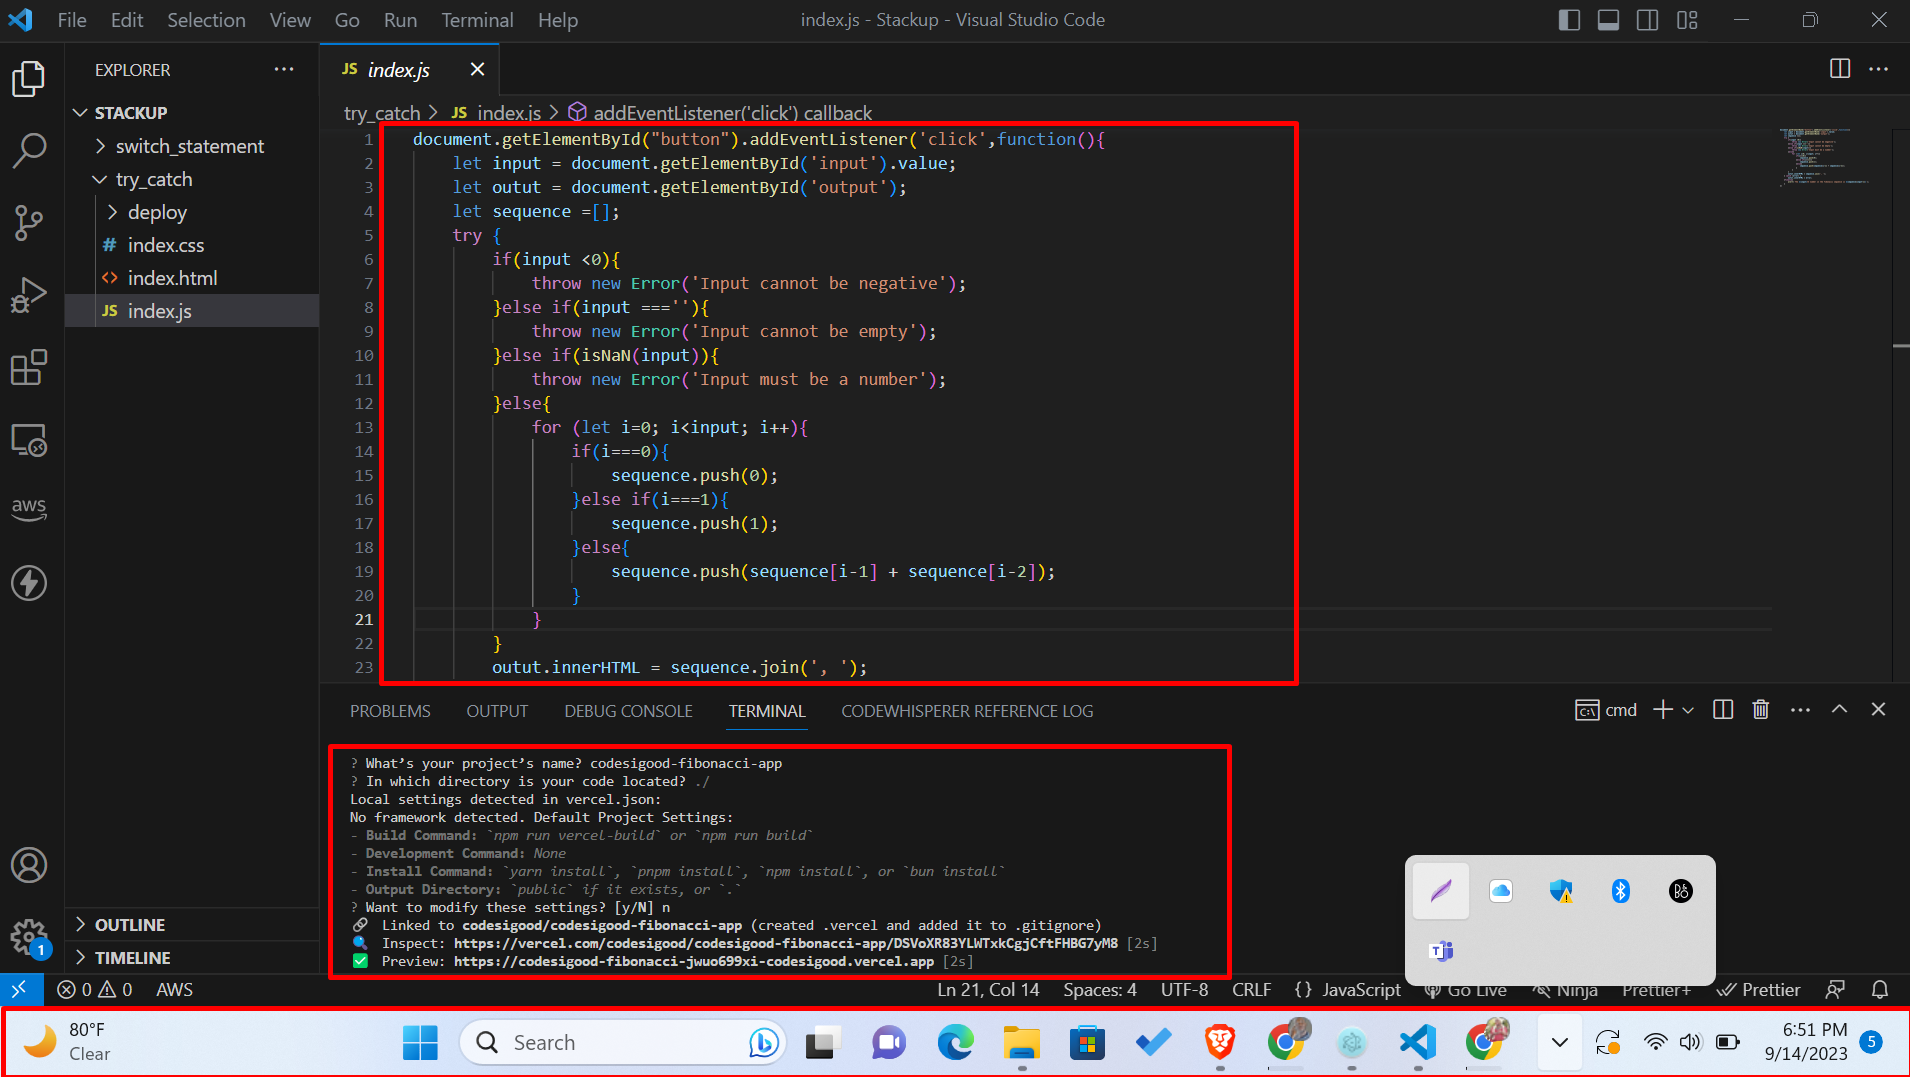 File Edit Selection View Go Run Terminal Help
index.js - Stackup - Visual Studio Code
EXPLORER
STACKUP
switch_statement
try_catch
deploy
# index.css
<> index.html
JS index.js
OUTLINE
TIMELINE
aws
1
JS index.js
try_catch > JS index.js > addEventListener('click') callback
1 document.getElementById("button").addEventListener('click',function(){
2 let input = document.getElementById('input').value;
3 let outut = document.getElementById('output');
4 let sequence =[];
5 try {
6 if(input <0){
7 throw new Error('Input cannot be negative');
8 }else if(input ===''){
9 throw new Error('Input cannot be empty');
10 }else if(isNaN(input)){
11 throw new Error('Input must be a number');
12 }else{
13 for (let i=0; i<input; i++){
14 if(i===0){
15 sequence.push(0);
16 }else if(i===1){
17 sequence.push(1);
18 }else{
19 sequence.push(sequence[i-1] + sequence[i-2]);
20 }
21 }
22 }
23 outut.innerHTML = sequence.join(', ');
PROBLEMS OUTPUT DEBUG CONSOLE TERMINAL CODEWHISPERER REFERENCE LOG
cmd
? What's your project's name? codesigood-fibonacci-app
? In which directory is your code located? ./
Local settings detected in vercel.json:
No framework detected. Default Project Settings:
- Build Command: `npm run vercel-build` or `npm run build`
- Development Command: None
- Install Command: `yarn install`, `pnpm install`, `npm install`, or `bun install`
- Output Directory: `public` if it exists, or `.`
? Want to modify these settings? [y/N] n
Linked to codesigood/codesigood-fibonacci-app (created .vercel and added it to .gitignore)
Inspect: https://vercel.com/codesigood/codesigood-fibonacci-app/DSVoXR83YLWTxkCgjCftFHBG7yM8 [2s]
Preview: https://codesigood-fibonacci-jwuo699xi-codesigood.vercel.app [2s]
0 0 AWS
Ln 21, Col 14 Spaces: 4 UTF-8 CRLF {} JavaScript Go Live Ninja Prettier+ Prettier
80°F
Clear
Search
6:51 PM
9/14/2023
5